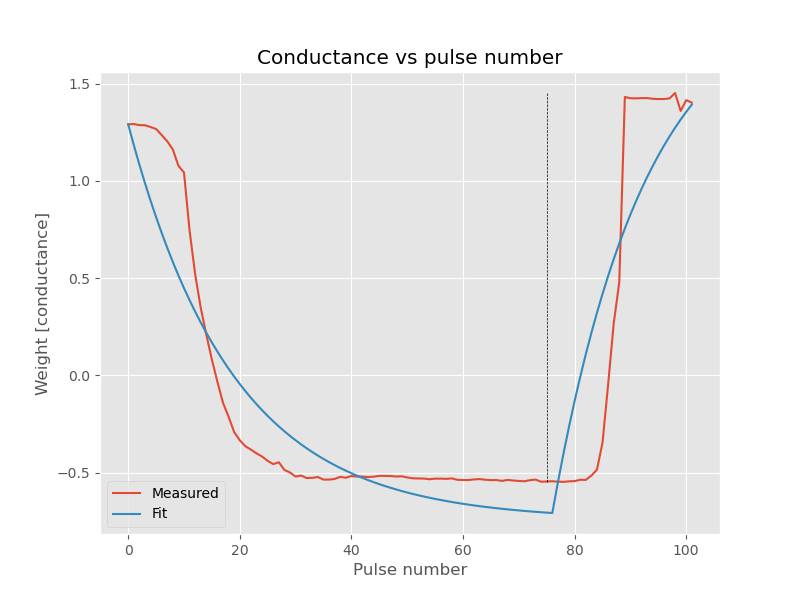 Conductance vs pulse number
Weight [conductance]
1.5
1.0
0.5
0.0
−0.5
Measured
Fit
0
20
40
60
80
100
Pulse number